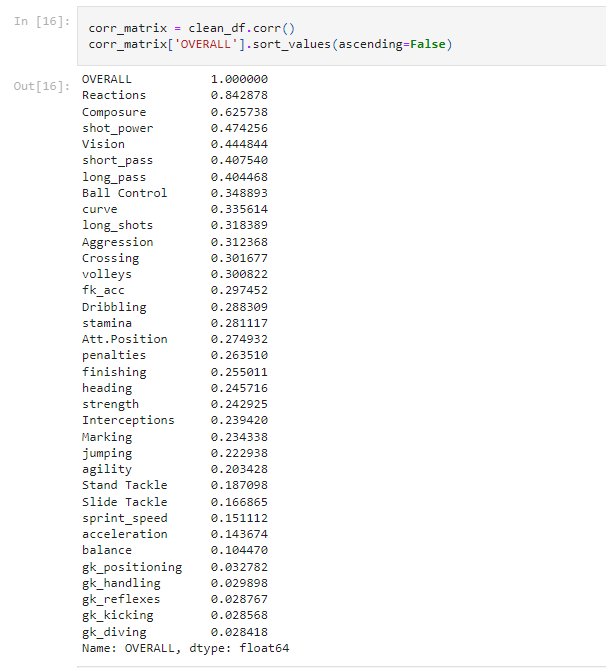 In [16]:
corr_matrix = clean_df.corr()
corr_matrix['OVERALL'].sort_values(ascending=False)
Out[16]:
OVERALL 1.000000
Reactions 0.842878
Composure 0.625738
shot_power 0.474256
Vision 0.444844
short_pass 0.407540
long_pass 0.404468
Ball Control 0.348893
curve 0.335614
long_shots 0.318389
Aggression 0.312368
Crossing 0.301677
volleys 0.300822
fk_acc 0.297452
Dribbling 0.288309
stamina 0.281117
Att.Position 0.274932
penalties 0.263510
finishing 0.255011
heading 0.245716
strength 0.242925
Interceptions 0.239420
Marking 0.234338
jumping 0.222938
agility 0.203428
Stand Tackle 0.187098
Slide Tackle 0.166865
sprint_speed 0.151112
acceleration 0.143674
balance 0.104470
gk_positioning 0.032782
gk_handling 0.029898
gk_reflexes 0.028767
gk_kicking 0.028568
gk_diving 0.028418
Name: OVERALL, dtype: float64